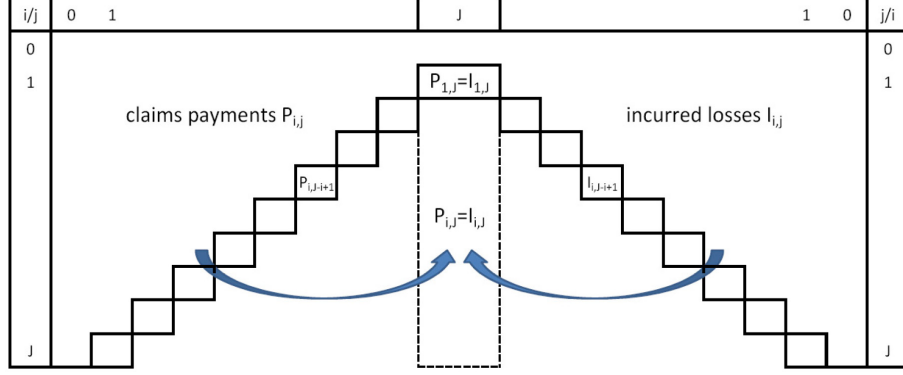 i/j 0 1 J 1 0 j/i
0 0
1 P1,J=I1,J 1
claims payments Pi,j incurred losses Ii,j
Pi,J-i+1 Ii,J-i+1
Pi,J=Ii,J
J J